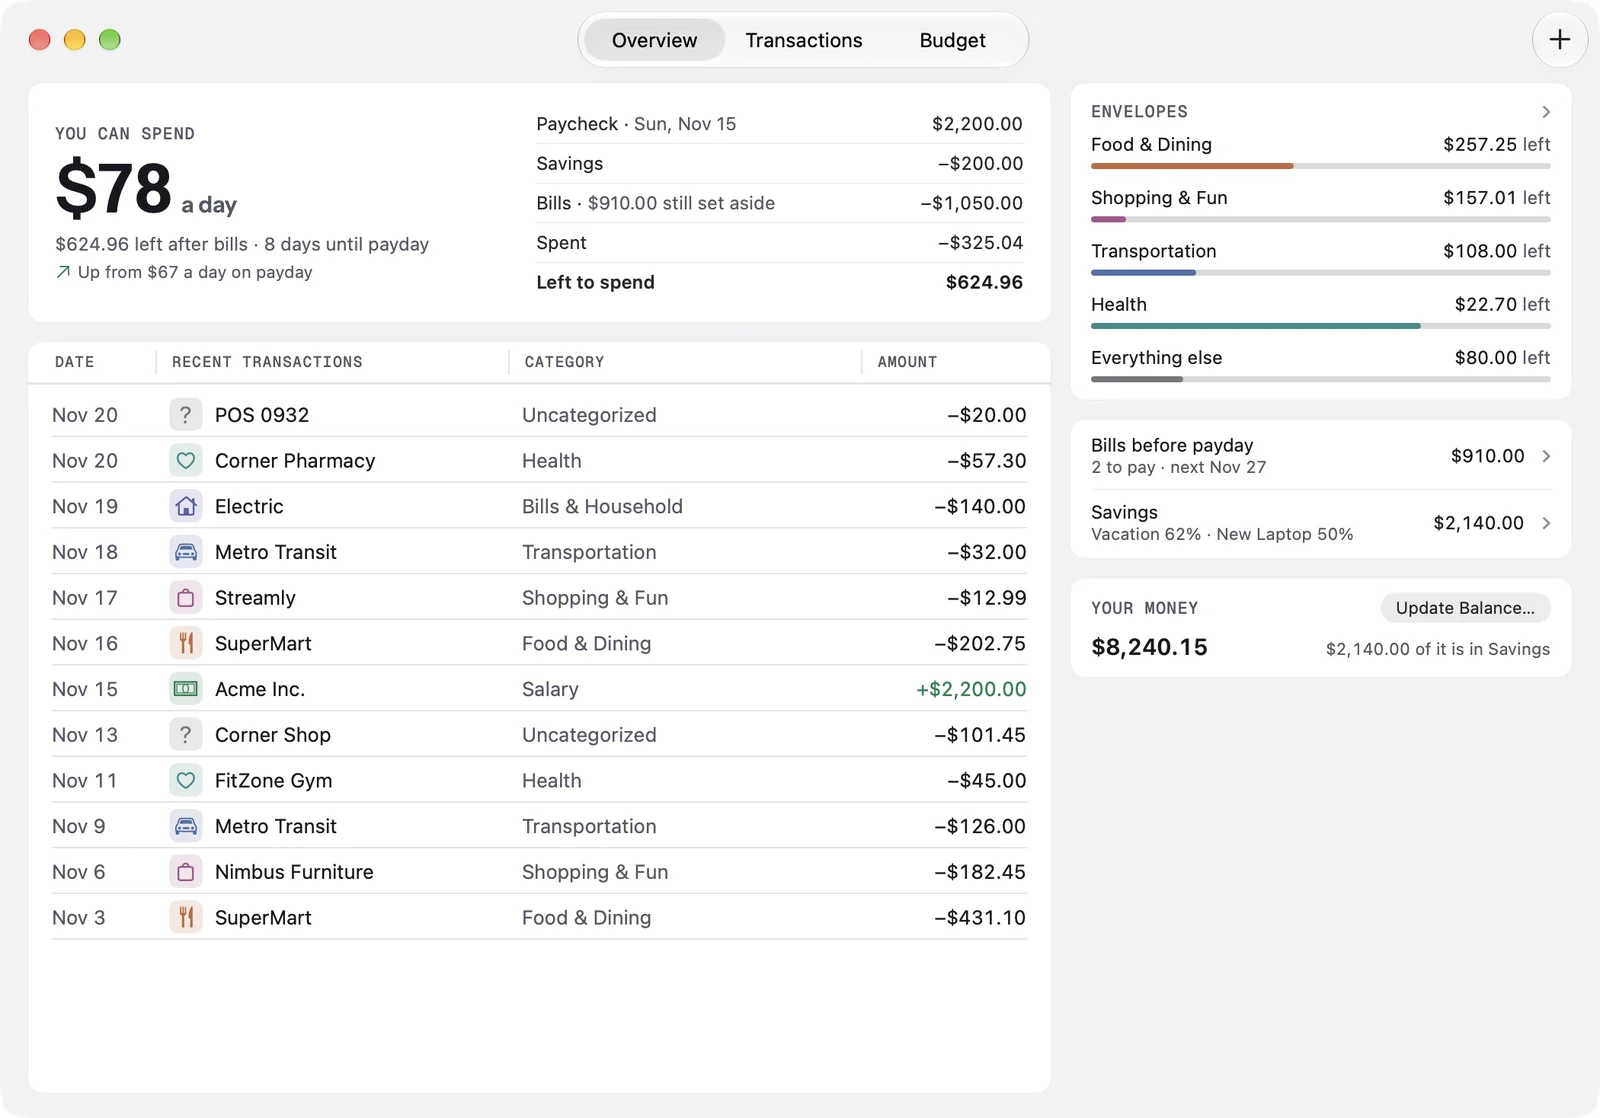 Overview Transactions Budget
YOU CAN SPEND
$78 a day
$624.96 left after bills · 8 days until payday
Up from $67 a day on payday
Paycheck · Sun, Nov 15 $2,200.00
Savings –$200.00
Bills · $910.00 still set aside –$1,050.00
Spent –$325.04
Left to spend $624.96
DATE RECENT TRANSACTIONS CATEGORY AMOUNT
Nov 20 ? POS 0932 Uncategorized –$20.00
Nov 20 Corner Pharmacy Health –$57.30
Nov 19 Electric Bills & Household –$140.00
Nov 18 Metro Transit Transportation –$32.00
Nov 17 Streamly Shopping & Fun –$12.99
Nov 16 SuperMart Food & Dining –$202.75
Nov 15 Acme Inc. Salary +$2,200.00
Nov 13 ? Corner Shop Uncategorized –$101.45
Nov 11 FitZone Gym Health –$45.00
Nov 9 Metro Transit Transportation –$126.00
Nov 6 Nimbus Furniture Shopping & Fun –$182.45
Nov 3 SuperMart Food & Dining –$431.10
ENVELOPES
Food & Dining $257.25 left
Shopping & Fun $157.01 left
Transportation $108.00 left
Health $22.70 left
Everything else $80.00 left
Bills before payday $910.00
2 to pay · next Nov 27
Savings $2,140.00
Vacation 62% · New Laptop 50%
YOUR MONEY Update Balance...
$8,240.15 $2,140.00 of it is in Savings